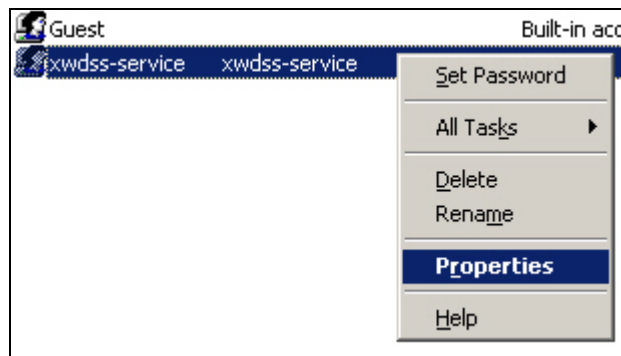 Guest Built-in acc
xwdss-service xwdss-service
Set Password
All Tasks
Delete
Rename
Properties
Help